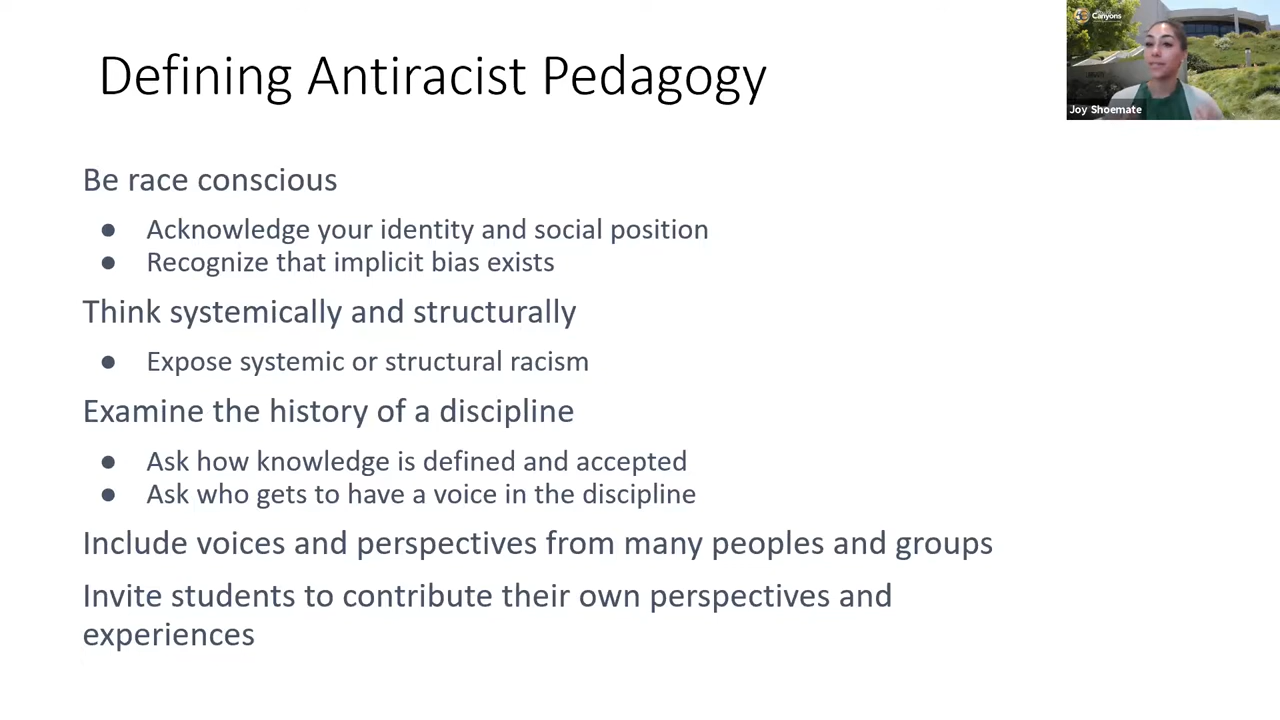 Defining Antiracist Pedagogy
Canyons
Joy Shoemate
Be race conscious
● Acknowledge your identity and social position
● Recognize that implicit bias exists
Think systemically and structurally
● Expose systemic or structural racism
Examine the history of a discipline
● Ask how knowledge is defined and accepted
● Ask who gets to have a voice in the discipline
Include voices and perspectives from many peoples and groups
Invite students to contribute their own perspectives and
experiences